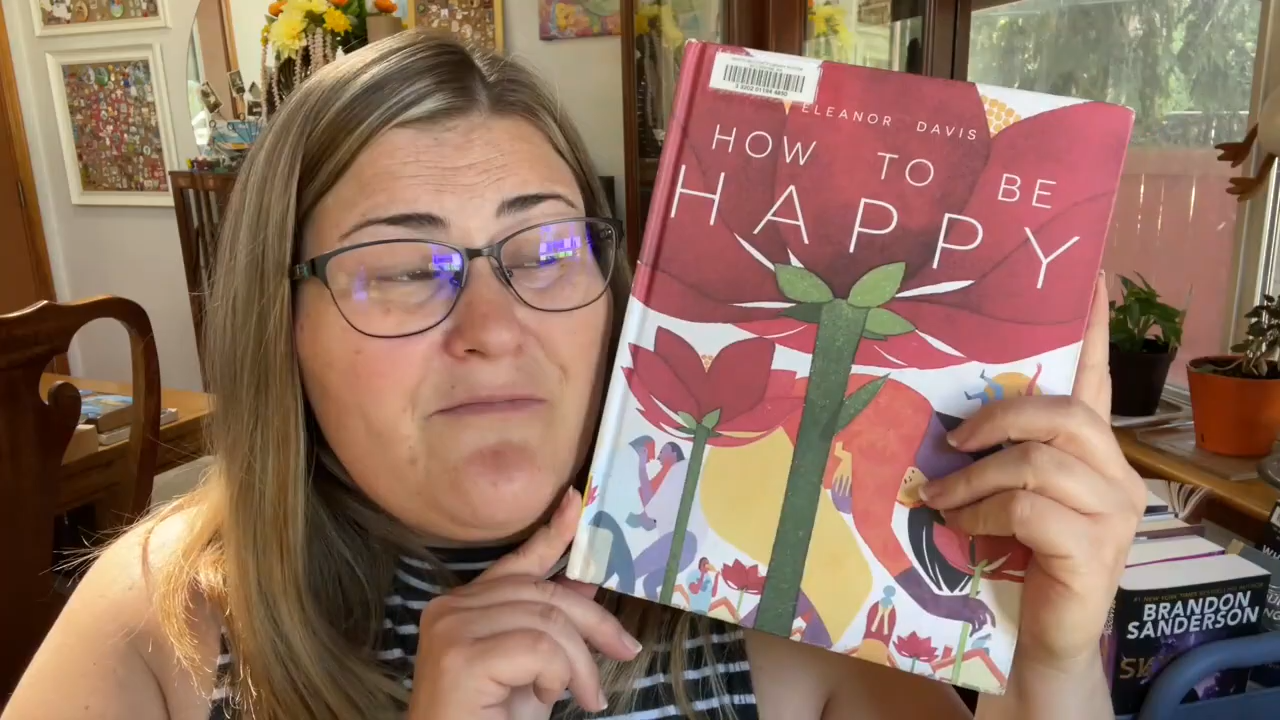 ELEANOR DAVIS
HOW TO BE
HAPPY
BRANDON
SANDERSON